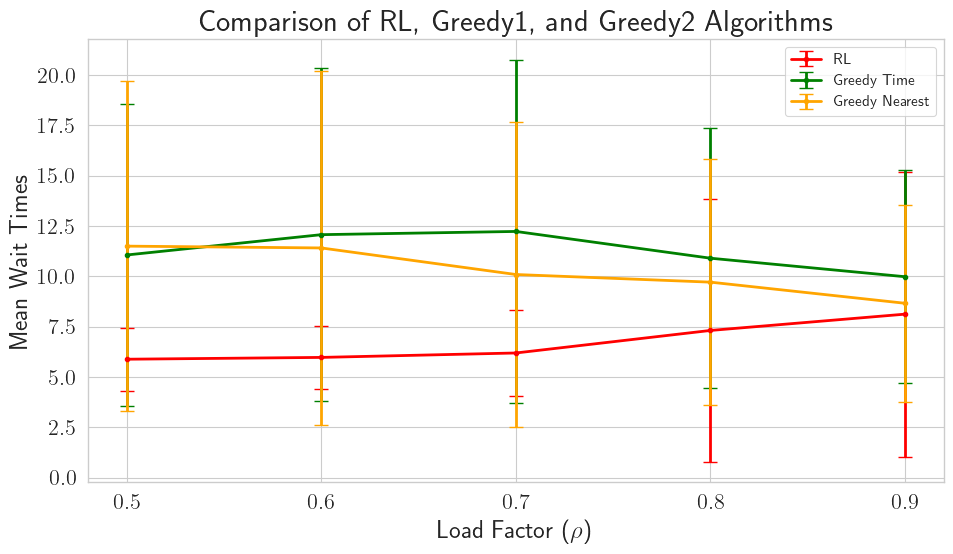 Comparison of RL, Greedy1, and Greedy2 Algorithms
RL
Greedy Time
Greedy Nearest
Mean Wait Times
20.0
17.5
15.0
12.5
10.0
7.5
5.0
2.5
0.0
0.5 0.6 0.7 0.8 0.9
Load Factor (ρ)